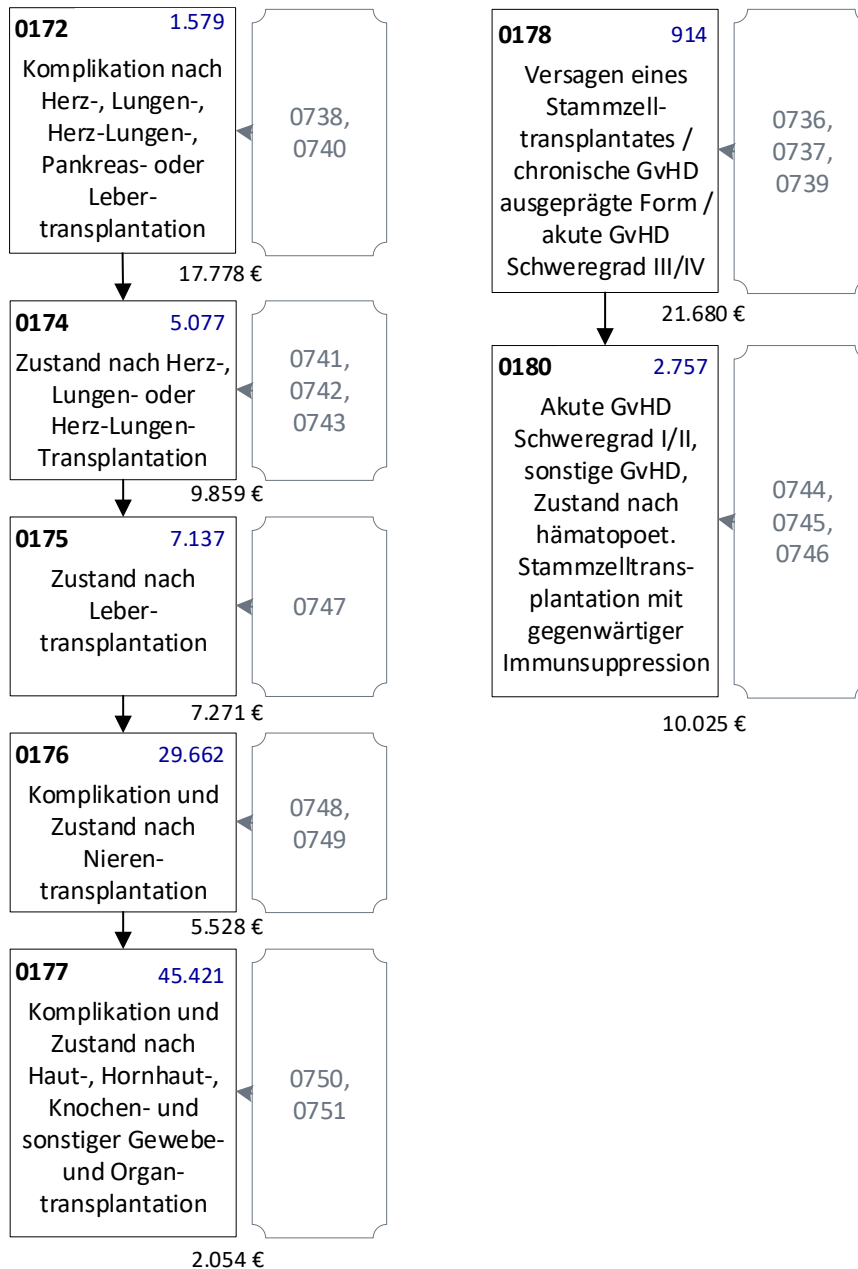 0172 1.579
Komplikation nach
Herz-, Lungen-,
Herz-Lungen-,
Pankreas- oder
Leber-
transplantation
0738,
0740
17.778 €
0174 5.077
Zustand nach Herz-,
Lungen- oder
Herz-Lungen-
Transplantation
0741,
0742,
0743
9.859 €
0175 7.137
Zustand nach
Leber-
transplantation
0747
7.271 €
0176 29.662
Komplikation und
Zustand nach
Nieren-
transplantation
0748,
0749
5.528 €
0177 45.421
Komplikation und
Zustand nach
Haut-, Hornhaut-,
Knochen- und
sonstiger Gewebe-
und Organ-
transplantation
0750,
0751
2.054 €
0178 914
Versagen eines
Stammzell-
transplantates /
chronische GvHD
ausgeprägte Form /
akute GvHD
Schweregrad III/IV
0736,
0737,
0739
21.680 €
0180 2.757
Akute GvHD
Schweregrad I/II,
sonstige GvHD,
Zustand nach
hämatopoet.
Stammzelltrans-
plantation mit
gegenwärtiger
Immunsuppression
0744,
0745,
0746
10.025 €